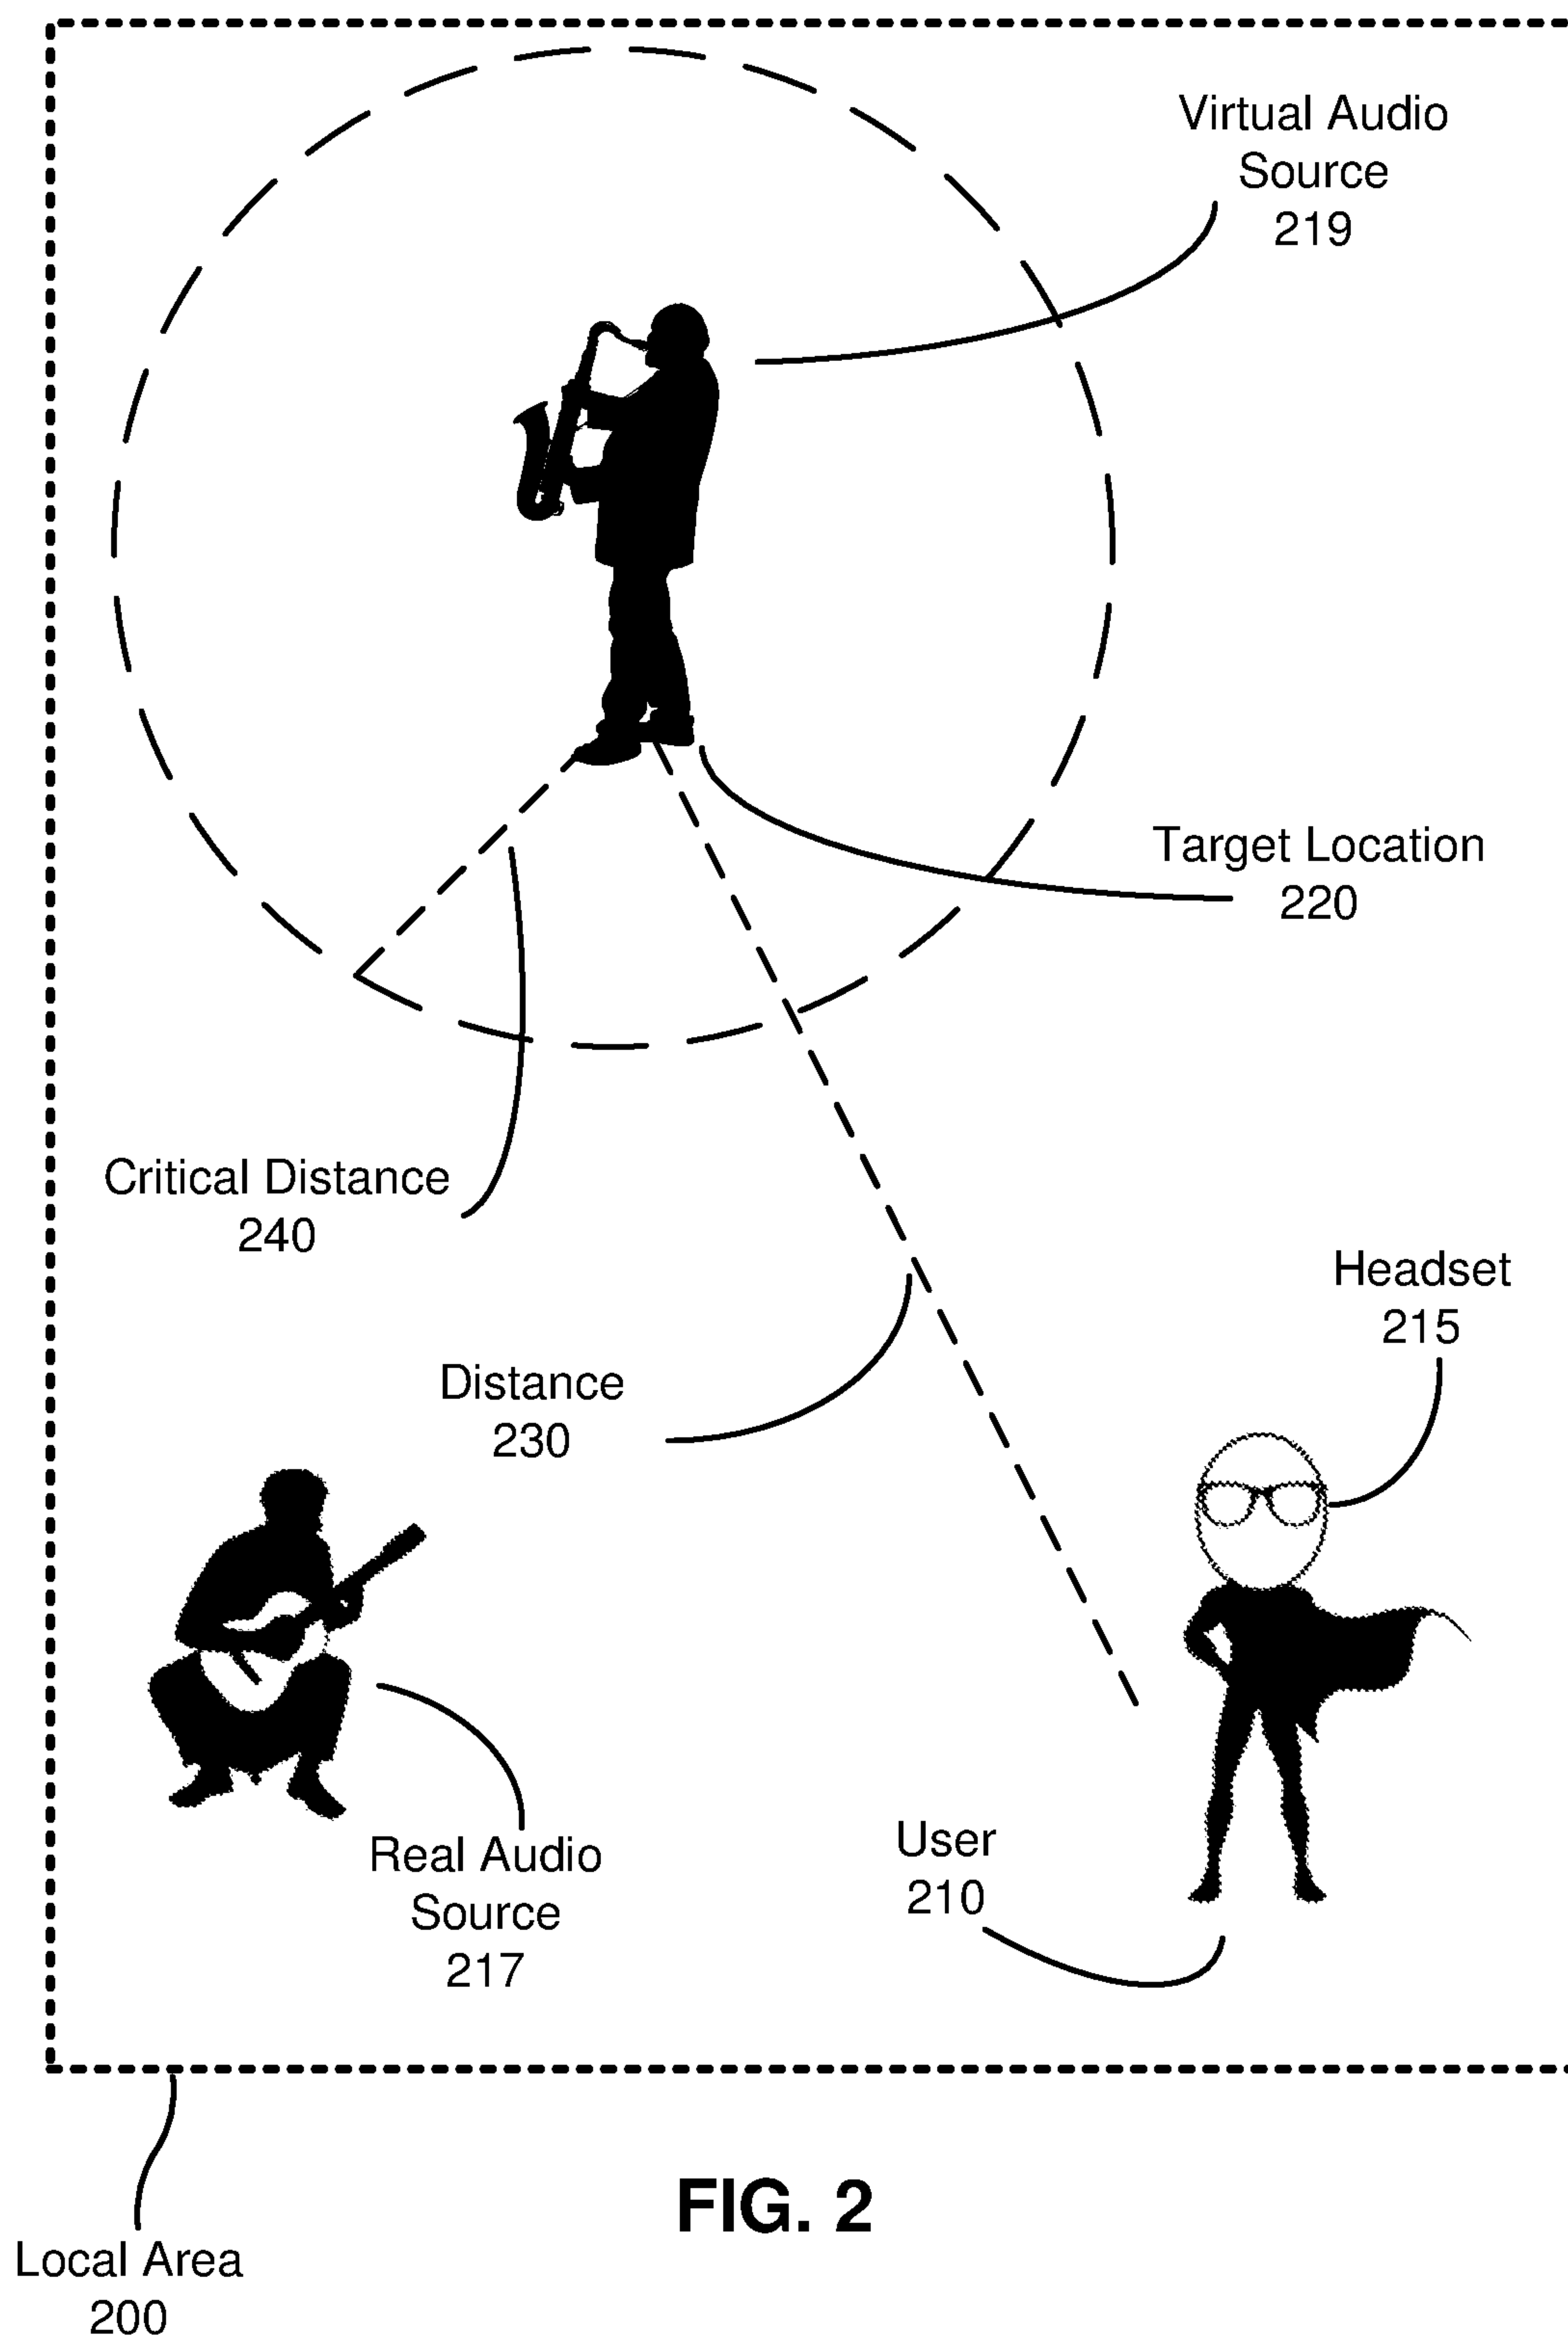 Virtual Audio
Source
219
Target Location
220
Critical Distance
240
Headset
215
Distance
230
User
210
Real Audio
Source
217
FIG. 2
Local Area
200